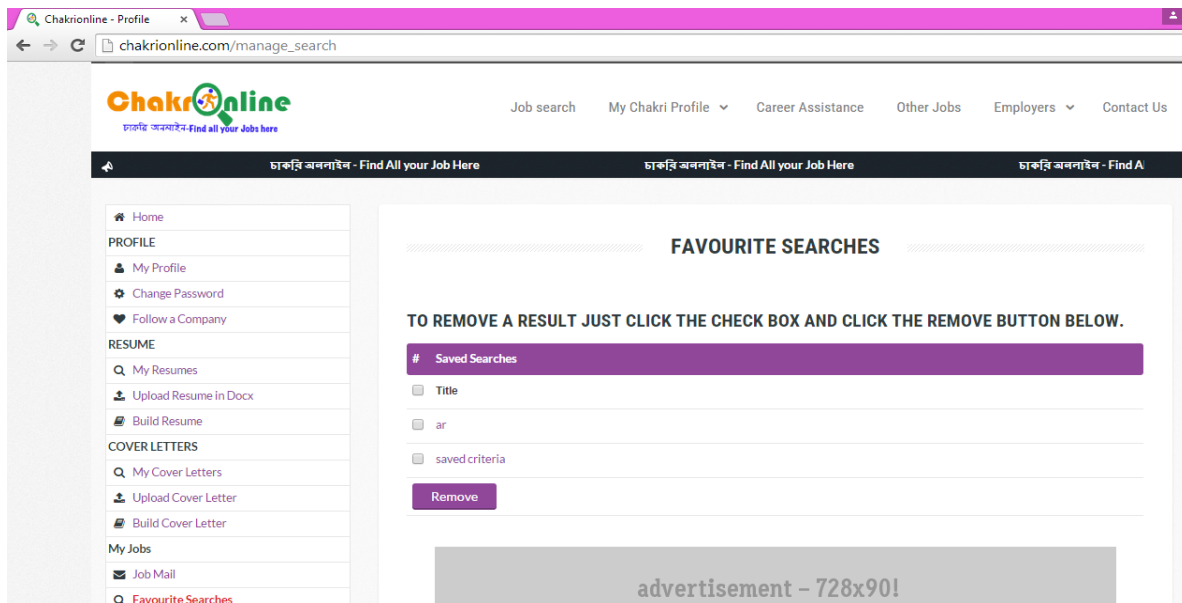 Chakrionline - Profile
chakrionline.com/manage_search
Chakr Online
চাকরি অনলাইন-Find all your Jobs here
Job search My Chakri Profile Career Assistance Other Jobs Employers Contact Us
চাকরি অনলাইন - Find All your Job Here চাকরি অনলাইন - Find All your Job Here চাকরি অনলাইন - Find A
Home
PROFILE
My Profile
Change Password
Follow a Company
RESUME
My Resumes
Upload Resume in Docx
Build Resume
COVER LETTERS
My Cover Letters
Upload Cover Letter
Build Cover Letter
My Jobs
Job Mail
Favourite Searches
FAVOURITE SEARCHES
TO REMOVE A RESULT JUST CLICK THE CHECK BOX AND CLICK THE REMOVE BUTTON BELOW.
# Saved Searches
Title
ar
saved criteria
Remove
advertisement – 728x90!